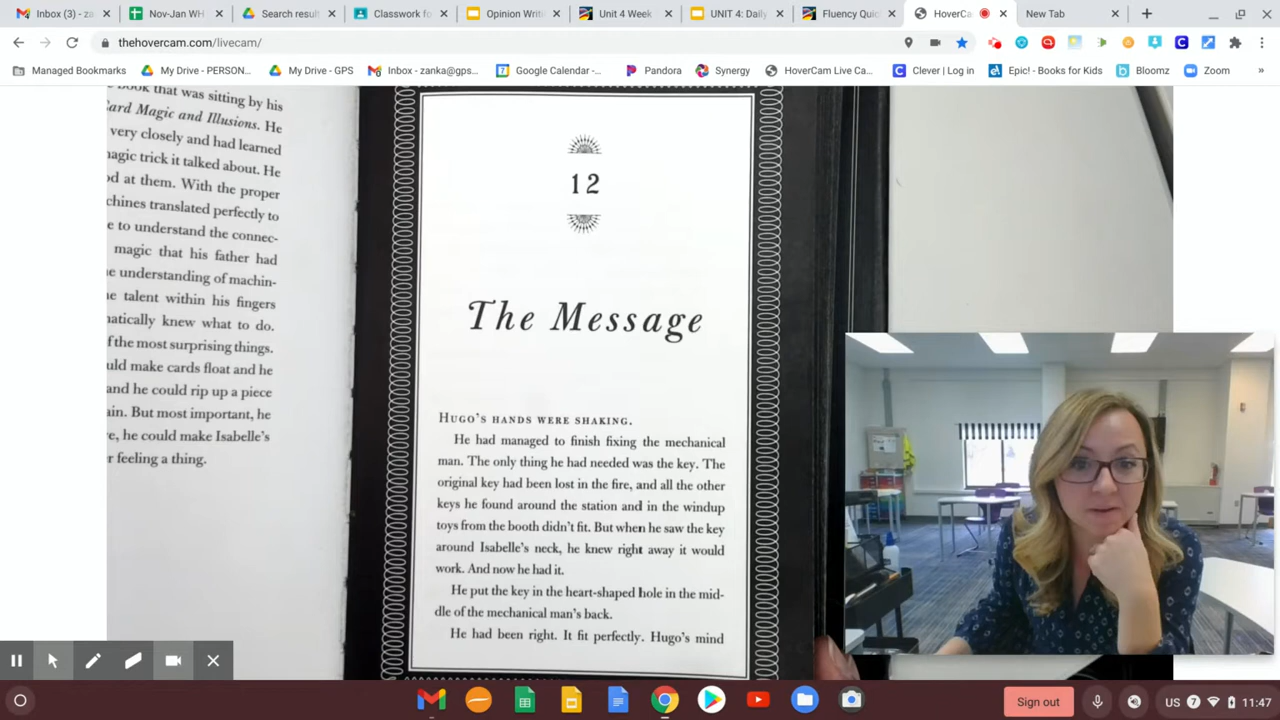 Inbox (6) - za
Nov-Jan WH
Search result
Classwork fo
Opinion Writ
Unit 4 Week
UNIT 4: Daily
Fluency Quic
HoverCa
New Tab
thehovercam.com/livecam/
Managed Bookmarks
My Drive - PERSON...
My Drive - GPS
Inbox - zanka@gps...
Google Calendar -...
Pandora
Synergy
HoverCam Live Ca...
Clever | Log in
Epic! - Books for Kids
Bloomz
Zoom
»
book that was sitting by his
Card Magic and Illusions. He
very closely and had learned
magic trick it talked about. He
d at them. With the proper
chines translated perfectly to
e to understand the connec-
magic that his father had
e understanding of machin-
e talent within his fingers
matically knew what to do.
f the most surprising things.
uld make cards float and he
and he could rip up a piece
ain. But most important, he
e, he could make Isabelle's
r feeling a thing.
12
The Message
HUGO'S HANDS WERE SHAKING.
He had managed to finish fixing the mechanical
man. The only thing he had needed was the key. The
original key had been lost in the fire, and all the other
keys he found around the station and in the windup
toys from the booth didn't fit. But when he saw the key
around Isabelle's neck, he knew right away it would
work. And now he had it.
He put the key in the heart-shaped hole in the mid-
dle of the mechanical man's back.
He had been right. It fit perfectly. Hugo's mind
Sign out
US
7
11:47